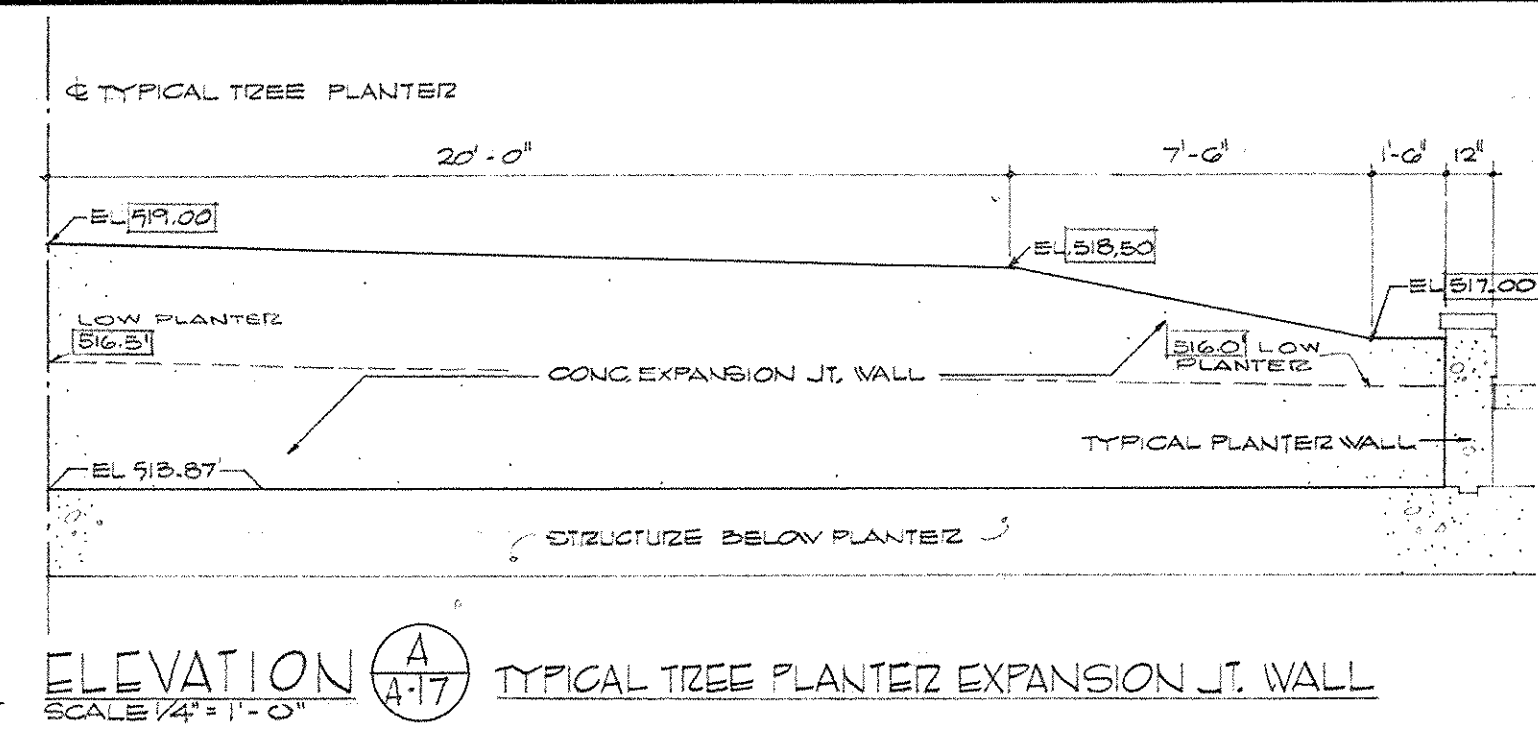 ℄ TYPICAL TREE PLANTER
20'-0" 7'-6" 1'-6" 12"
EL 519.00
EL 518.50
EL 517.00
LOW PLANTER
516.5'
516.0' LOW
PLANTER
CONC. EXPANSION JT. WALL
TYPICAL PLANTER WALL
EL 513.87'
STRUCTURE BELOW PLANTER
ELEVATION A TYPICAL TREE PLANTER EXPANSION JT. WALL
A-17
SCALE 1/4" = 1'-0"